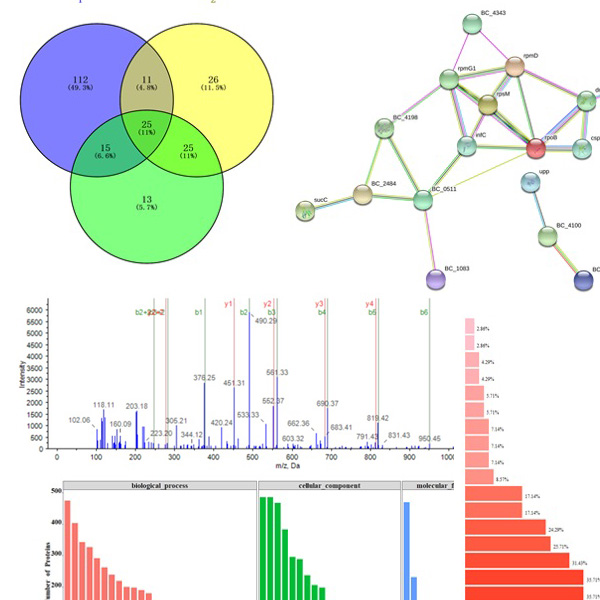 112
(49.3%)
11
(4.8%)
26
(11.5%)
25
(11%)
15
(6.6%)
25
(11%)
13
(5.7%)
BC_4343
rpmD
rpmG1
rpsM
BC_4198
infC
rpoB
csp
upp
BC_2484
BC_0511
sucC
BC_4100
BC_1083
BC
y1
y2
y3
y4
b1
b2
b3
b4
b5
b6
Intensity
6000
5500
5000
4500
4000
3500
3000
2500
2000
1500
1000
500
0
490.29
376.25
451.31
561.33
552.37
690.37
118.11
203.18
102.06
160.09
223.20
305.21
344.12
420.24
533.33
603.32
662.36
683.41
791.43
819.42
831.43
950.45
0
100
200
300
400
500
600
700
800
900
m/z, Da
2.86%
2.86%
4.29%
4.29%
5.71%
5.71%
7.14%
7.14%
7.14%
8.57%
17.14%
17.14%
24.29%
25.71%
31.43%
35.71%
35.71%
biological_process
cellular_component
molecular_f
500
400
300
200
umber of Proteins